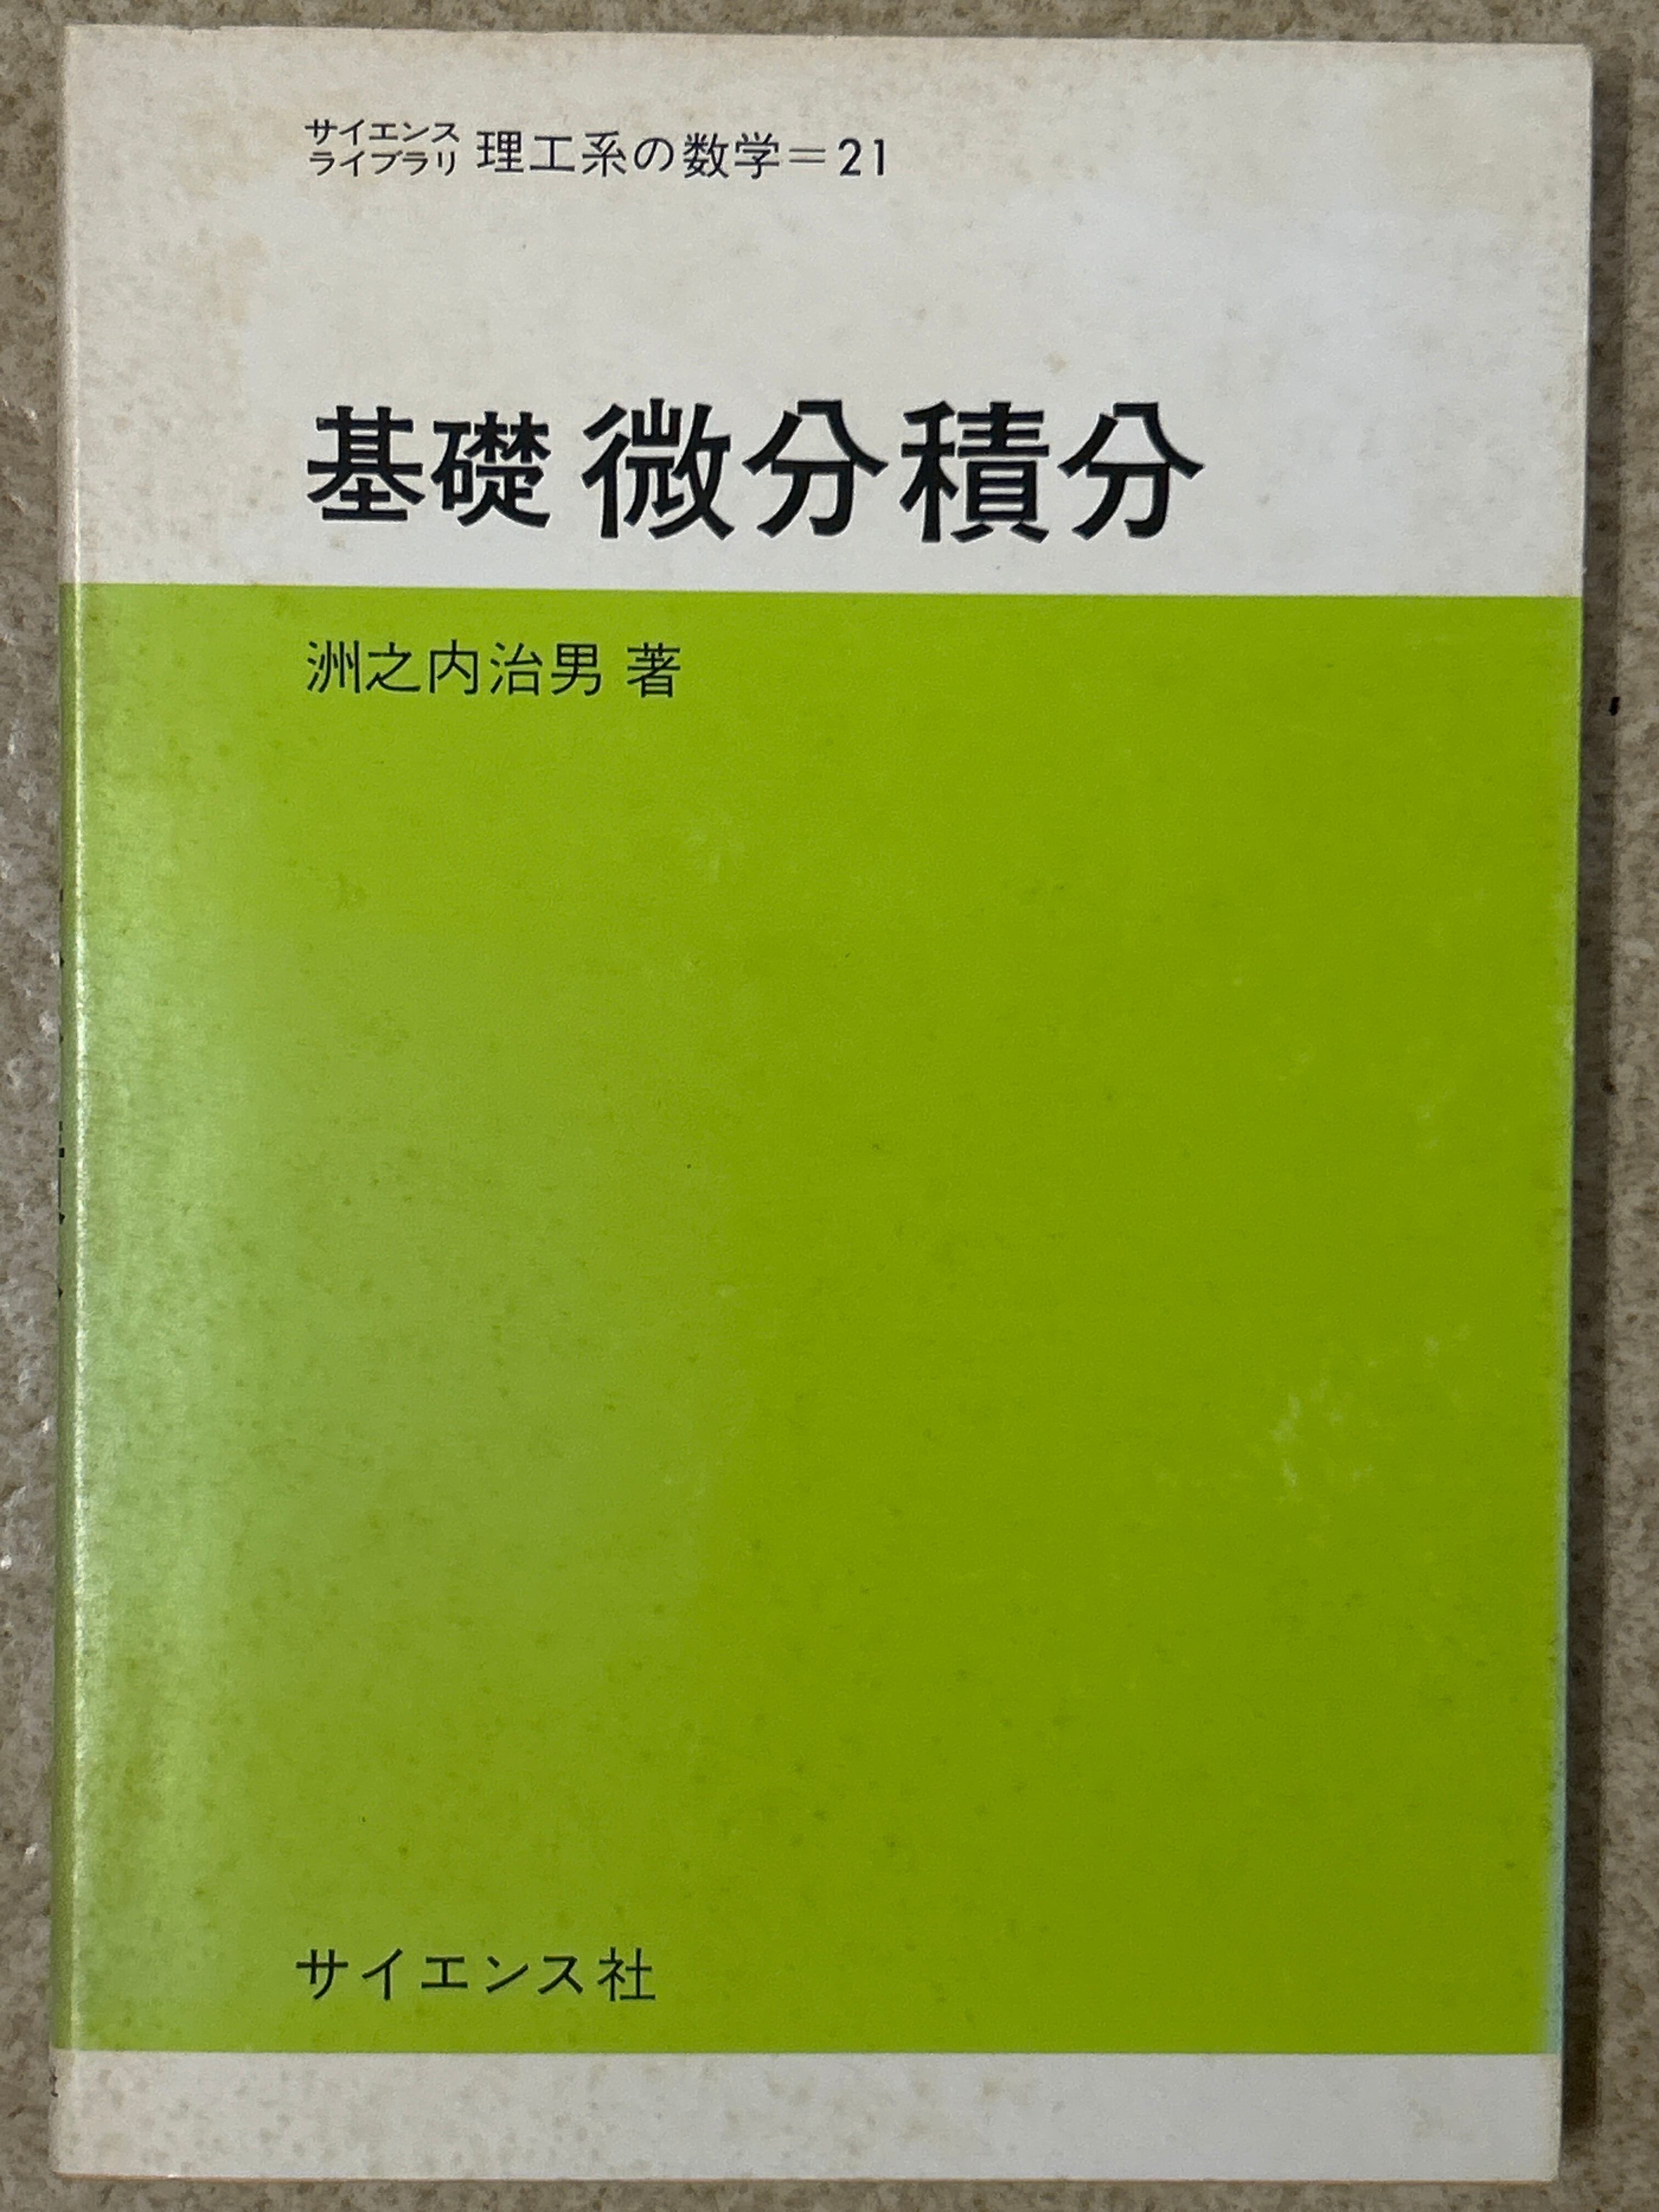 サイエンス
ライブラリ 理工系の数学＝21
基礎 微分積分
洲之内治男 著
サイエンス社